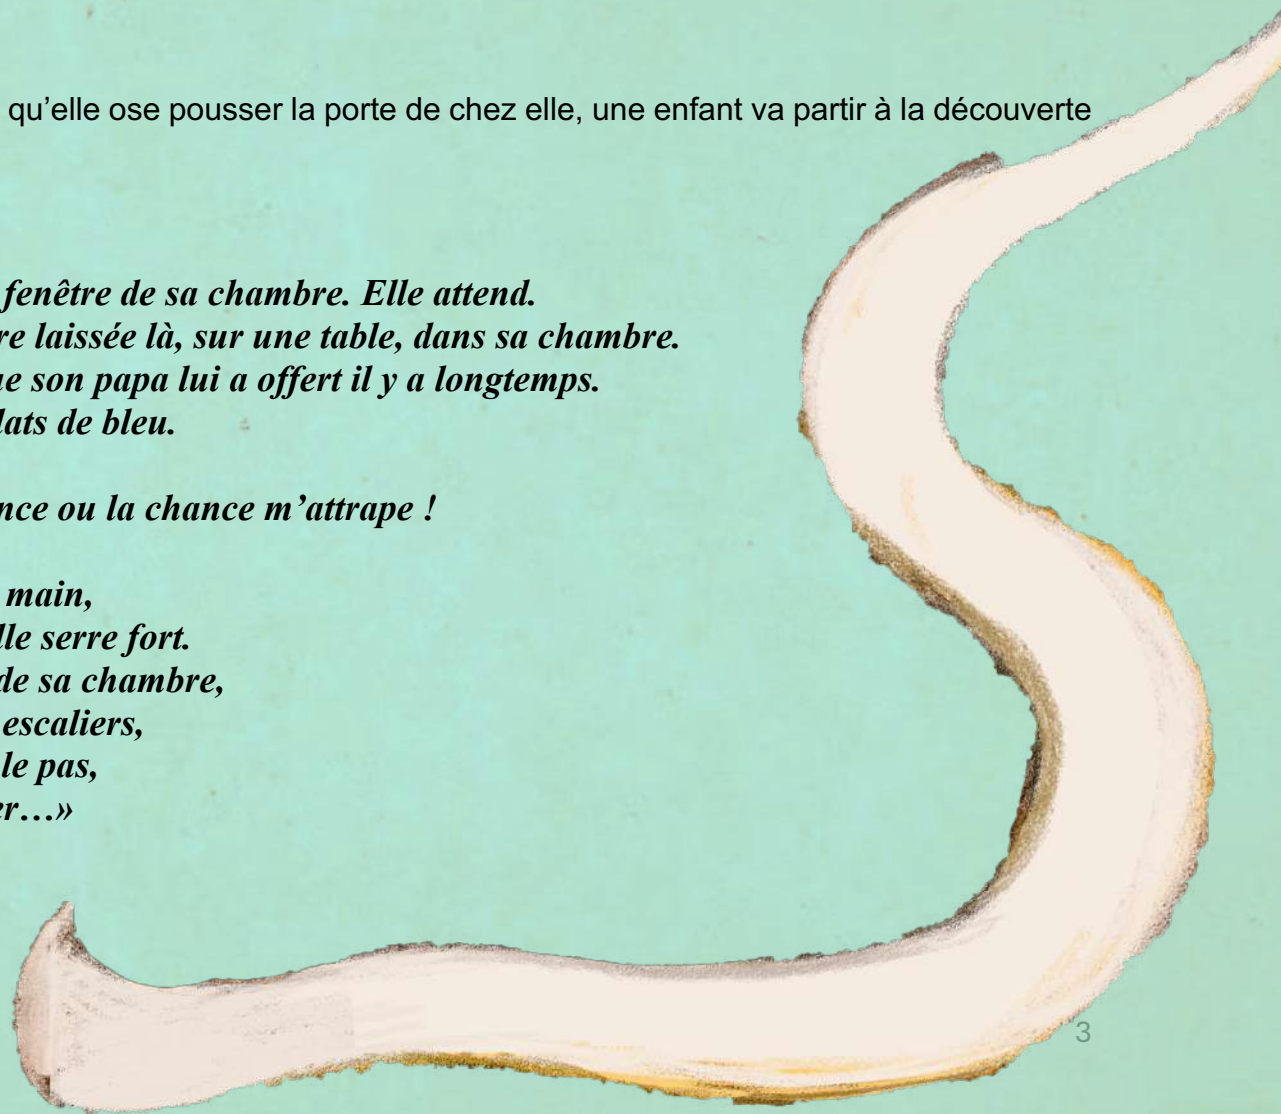 qu’elle ose pousser la porte de chez elle, une enfant va partir à la découverte
fenêtre de sa chambre. Elle attend.
re laissée là, sur une table, dans sa chambre.
ue son papa lui a offert il y a longtemps.
lats de bleu.
nce ou la chance m’attrape !
main,
lle serre fort.
de sa chambre,
escaliers,
le pas,
er…»
3